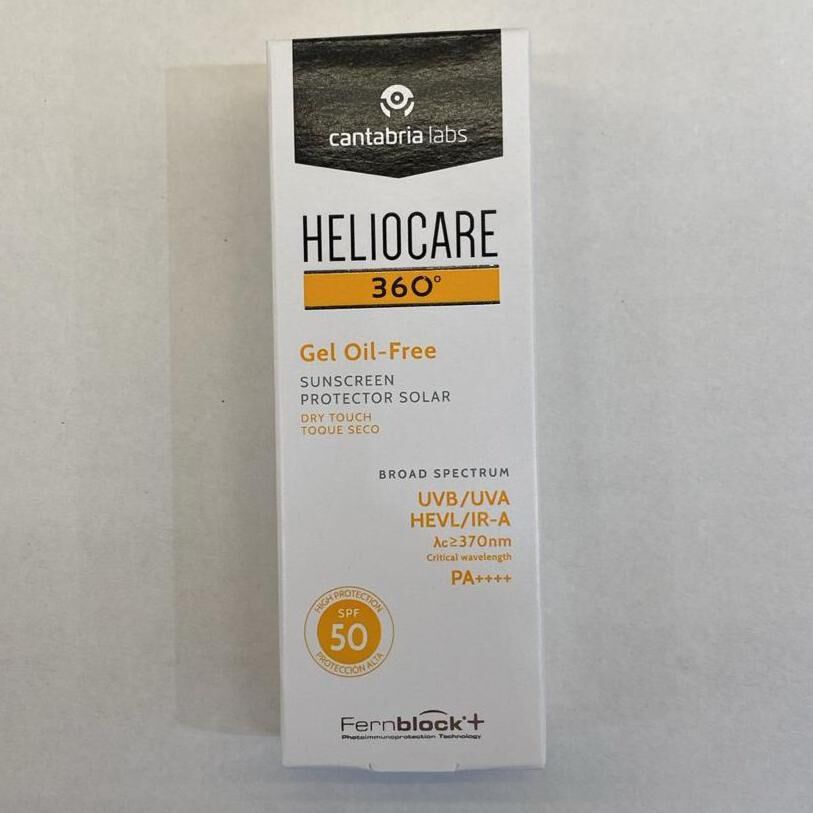 cantabria labs
HELIOCARE
360°
Gel Oil-Free
SUNSCREEN
PROTECTOR SOLAR
DRY TOUCH
TOQUE SECO
BROAD SPECTRUM
UVB/UVA
HEVL/IR-A
λc≥370nm
Critical wavelength
PA++++
HIGH PROTECTION
SPF
50
PROTECCIÓN ALTA
Fernblock+
Photoimmunoprotection Technology